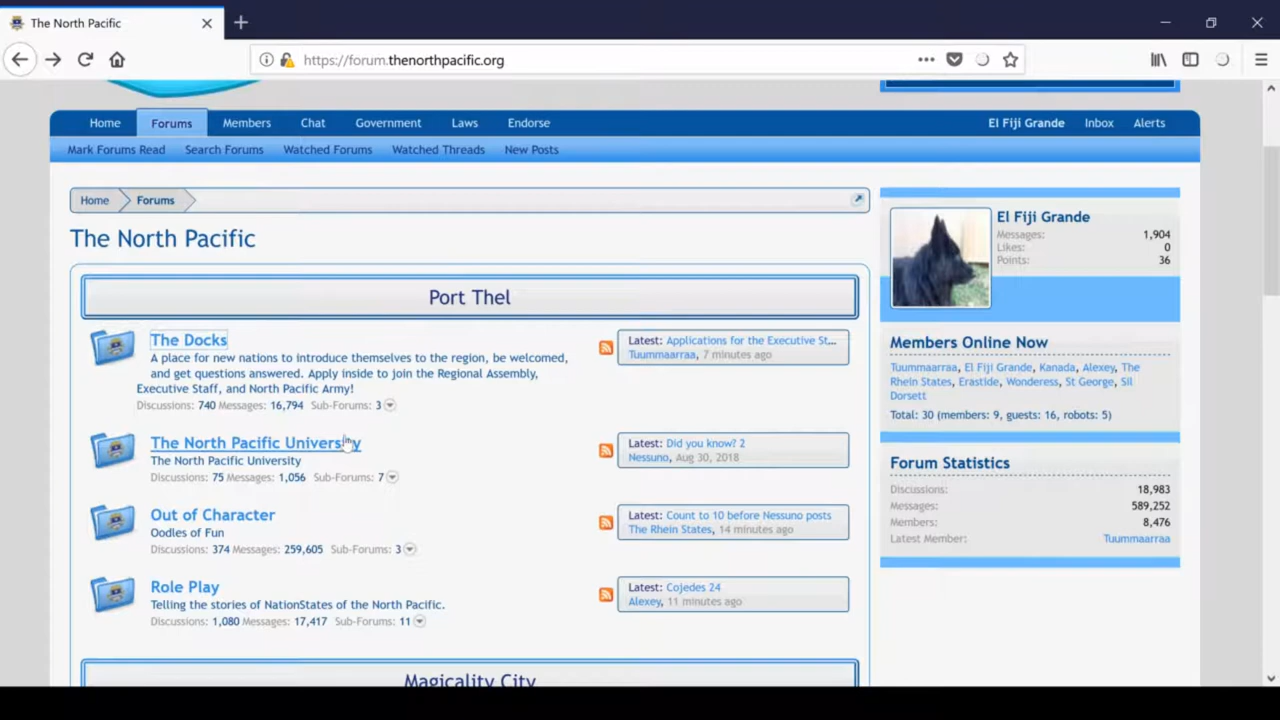 The North Pacific
https://forum.thenorthpacific.org
Home Forums Members Chat Government Laws Endorse El Fiji Grande Inbox Alerts
Mark Forums Read Search Forums Watched Forums Watched Threads New Posts
Home Forums
The North Pacific
Port Thel
The Docks
A place for new nations to introduce themselves to the region, be welcomed,
and get questions answered. Apply inside to join the Regional Assembly,
Executive Staff, and North Pacific Army!
Discussions: 740 Messages: 16,794 Sub-Forums: 3
Latest: Applications for the Executive St...
Tuummaarraa, 7 minutes ago
The North Pacific University
The North Pacific University
Discussions: 75 Messages: 1,056 Sub-Forums: 7
Latest: Did you know? 2
Nessuno, Aug 30, 2018
Out of Character
Oodles of Fun
Discussions: 374 Messages: 259,605 Sub-Forums: 3
Latest: Count to 10 before Nessuno posts
The Rhein States, 14 minutes ago
Role Play
Telling the stories of NationStates of the North Pacific.
Discussions: 1,080 Messages: 17,417 Sub-Forums: 11
Latest: Cojedes 24
Alexey, 11 minutes ago
Magicality City
El Fiji Grande
Messages: 1,904
Likes: 0
Points: 36
Members Online Now
Tuummaarraa, El Fiji Grande, Kanada, Alexey, The
Rhein States, Erastide, Wonderess, St George, Sil
Dorsett
Total: 30 (members: 9, guests: 16, robots: 5)
Forum Statistics
Discussions: 18,983
Messages: 589,252
Members: 8,476
Latest Member: Tuummaarraa